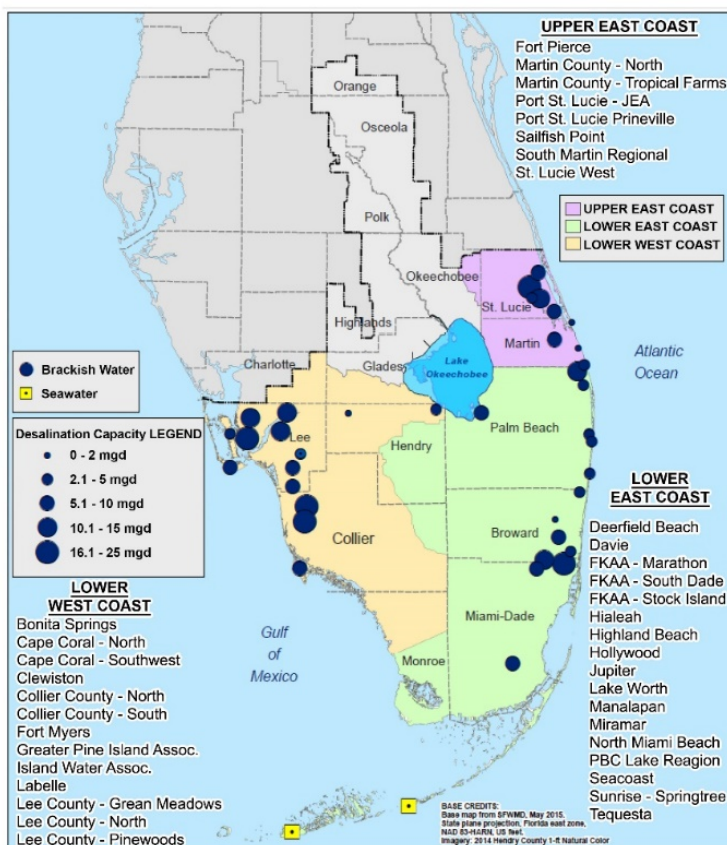 UPPER EAST COAST
Fort Pierce
Martin County - North
Martin County - Tropical Farms
Port St. Lucie - JEA
Port St. Lucie Prineville
Sailfish Point
South Martin Regional
St. Lucie West
UPPER EAST COAST
LOWER EAST COAST
LOWER WEST COAST
Orange
Osceola
Polk
Okeechobee
St. Lucie
Highlands
Martin
Charlotte
Glades
Lake
Okeechobee
Atlantic
Ocean
Brackish Water
Seawater
Desalination Capacity LEGEND
0 - 2 mgd
2.1 - 5 mgd
5.1 - 10 mgd
10.1 - 15 mgd
16.1 - 25 mgd
Lee
Hendry
Palm Beach
Collier
Broward
Miami-Dade
Monroe
Gulf
of
Mexico
LOWER
WEST COAST
Bonita Springs
Cape Coral - North
Cape Coral - Southwest
Clewiston
Collier County - North
Collier County - South
Fort Myers
Greater Pine Island Assoc.
Island Water Assoc.
Labelle
Lee County - Grean Meadows
Lee County - North
Lee County - Pinewoods
LOWER
EAST COAST
Deerfield Beach
Davie
FKAA - Marathon
FKAA - South Dade
FKAA - Stock Island
Hialeah
Highland Beach
Hollywood
Jupiter
Lake Worth
Manalapan
Miramar
North Miami Beach
PBC Lake Reagion
Seacoast
Sunrise - Springtree
Tequesta
BASE CREDITS:
Base map from SFWMD, May 2015.
State plane projection, Florida east zone,
NAD 83-HARN, US feet.
Imagery: 2014 Hendry County 1-ft Natural Color